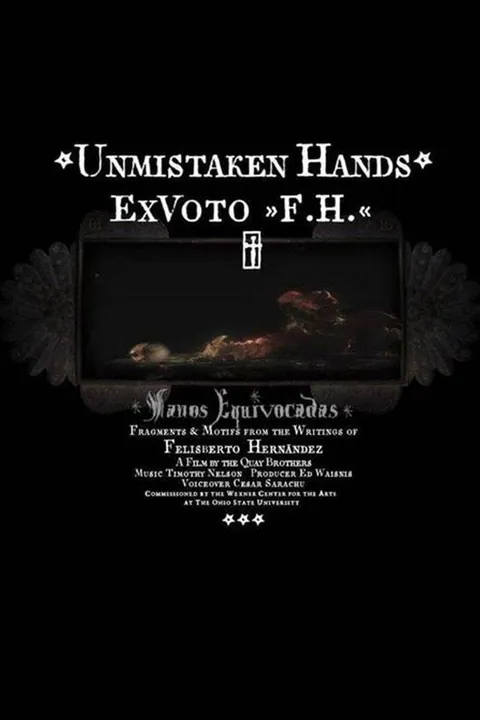 *Unmistaken Hands*
ExVoto »F.H.«
* Manos Equivocadas *
Fragments & Motifs from the Writings of
Felisberto Hernández
A Film by the Quay Brothers
Music Timothy Nelson Producer Ed Waisnis
Voiceover Cesar Sarachu
Commissioned by the Wexner Center for the Arts
at The Ohio State University